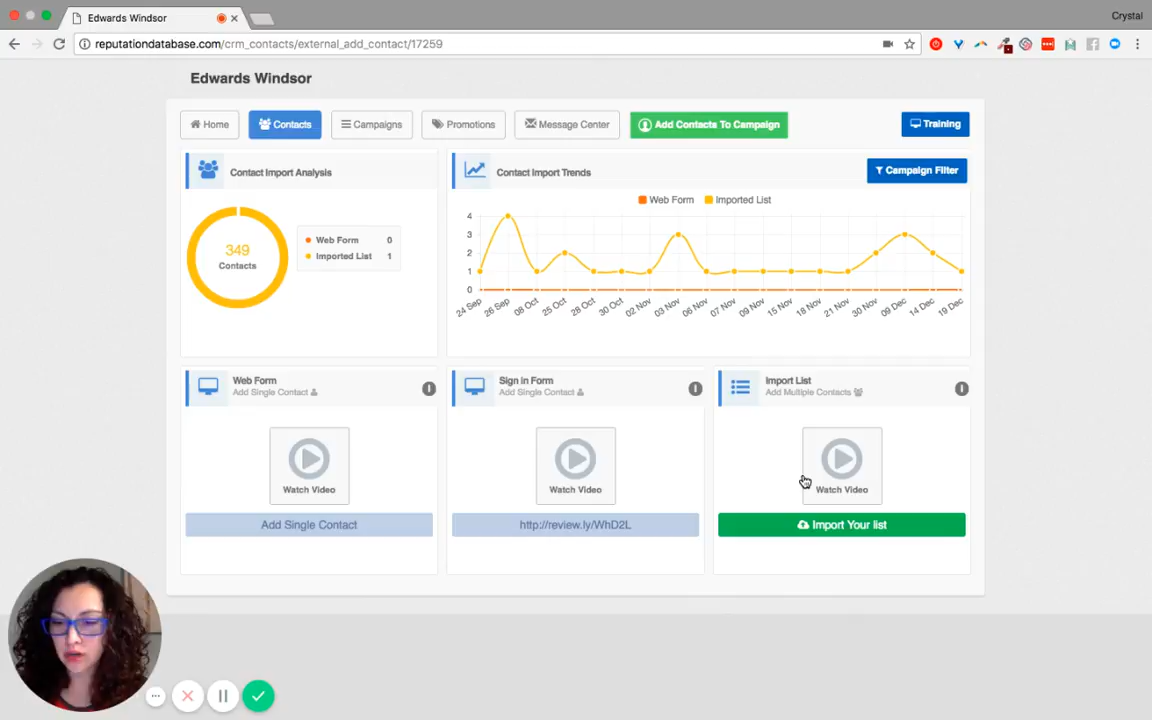 Edwards Windsor
Crystal
reputationdatabase.com/crm_contacts/external_add_contact/17259
Edwards Windsor
Home
Contacts
Campaigns
Promotions
Message Center
Add Contacts To Campaign
Training
Contact Import Analysis
349
Contacts
Web Form 0
Imported List 1
Contact Import Trends
Campaign Filter
Web Form Imported List
4
3
2
1
0
24 Sep 26 Sep 08 Oct 25 Oct 28 Oct 30 Oct 02 Nov 03 Nov 06 Nov 07 Nov 09 Nov 15 Nov 18 Nov 21 Nov 30 Nov 09 Dec 14 Dec 19 Dec
Web Form
Add Single Contact
Watch Video
Add Single Contact
Sign in Form
Add Single Contact
Watch Video
http://review.ly/WhD2L
Import List
Add Multiple Contacts
Watch Video
Import Your list